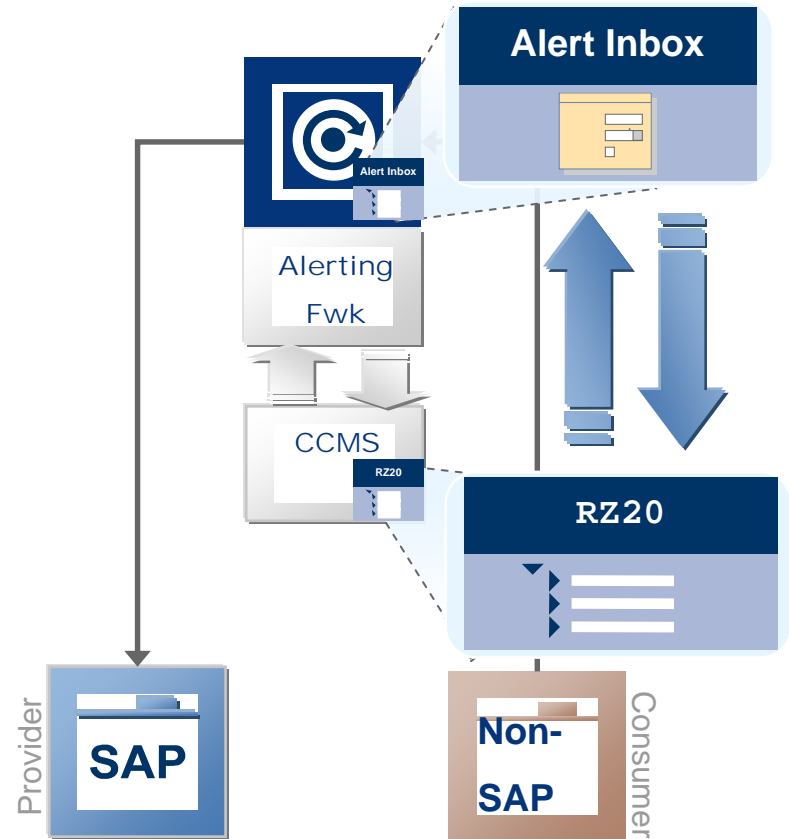 Alert Inbox
Alert Inbox
Alerting
Fwk
CCMS
RZ20
RZ20
Provider
SAP
Non-
SAP
Consumer